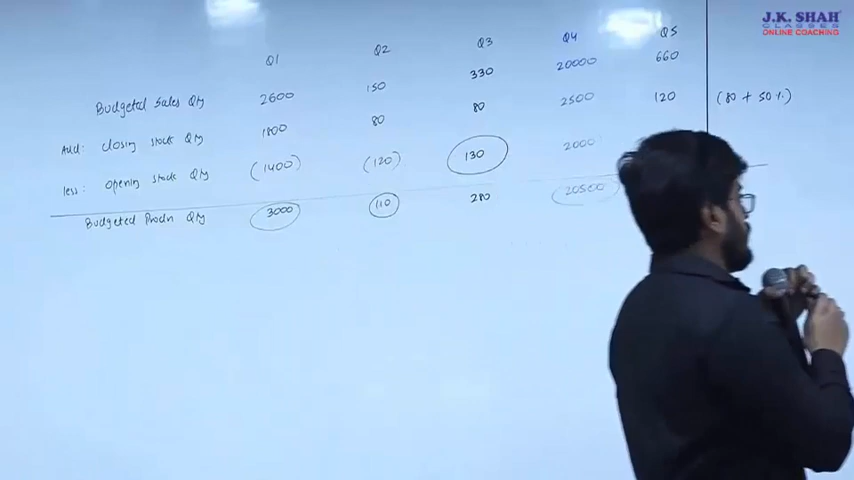 J.K. SHAH
CLASSES
ONLINE COACHING
Q1 Q2 Q3 Q4 Q5
Budgeted Sales Qty 2600 150 330 20000 660
Add: closing stock Qty 1800 80 80 2500 120 (80 + 50%)
less: opening stock Qty (1400) (120) 130 2000
Budgeted Prodn Qty 3000 110 280 20500